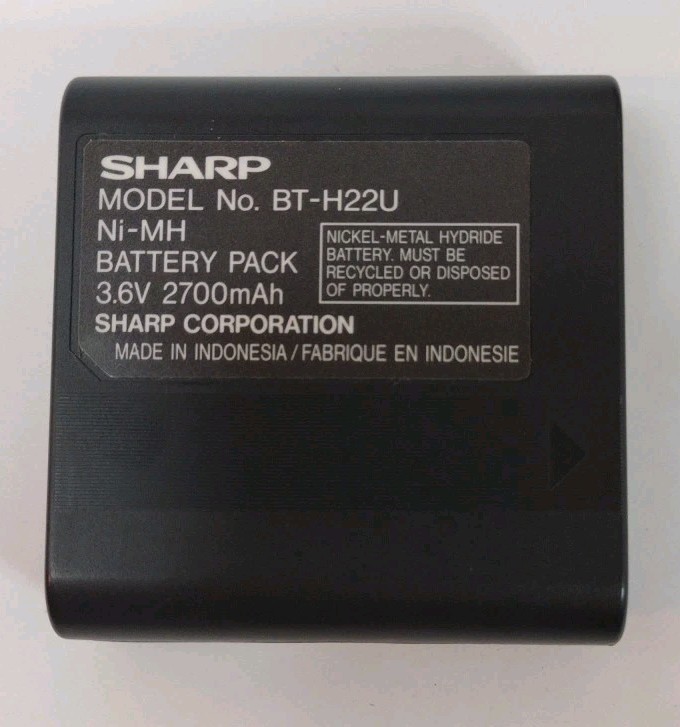 SHARP
MODEL No. BT-H22U
Ni-MH
BATTERY PACK
3.6V 2700mAh
NICKEL-METAL HYDRIDE
BATTERY. MUST BE
RECYCLED OR DISPOSED
OF PROPERLY.
SHARP CORPORATION
MADE IN INDONESIA / FABRIQUE EN INDONESIE